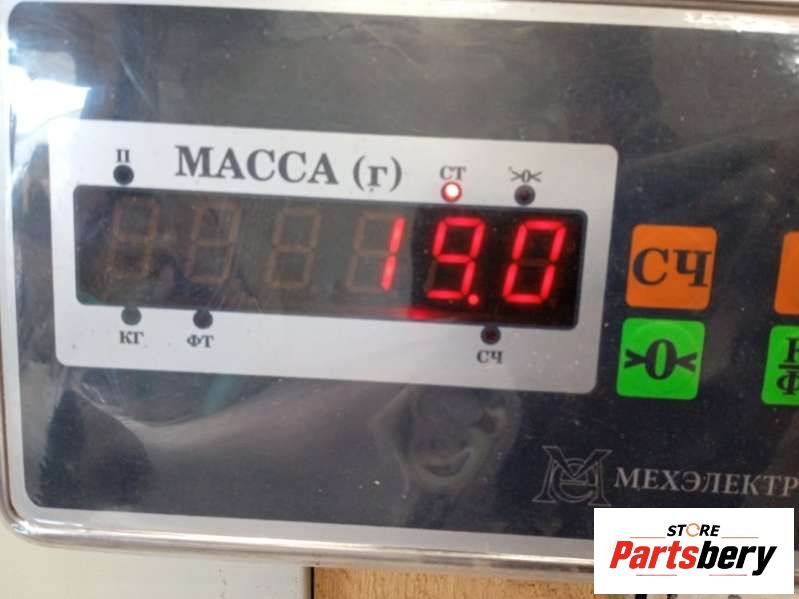 П
МАССА (г)
СТ
>0<
19.0
КГ
ФТ
СЧ
СЧ
>0<
Ф
МЕХЭЛЕКТР
STORE
Partsbery